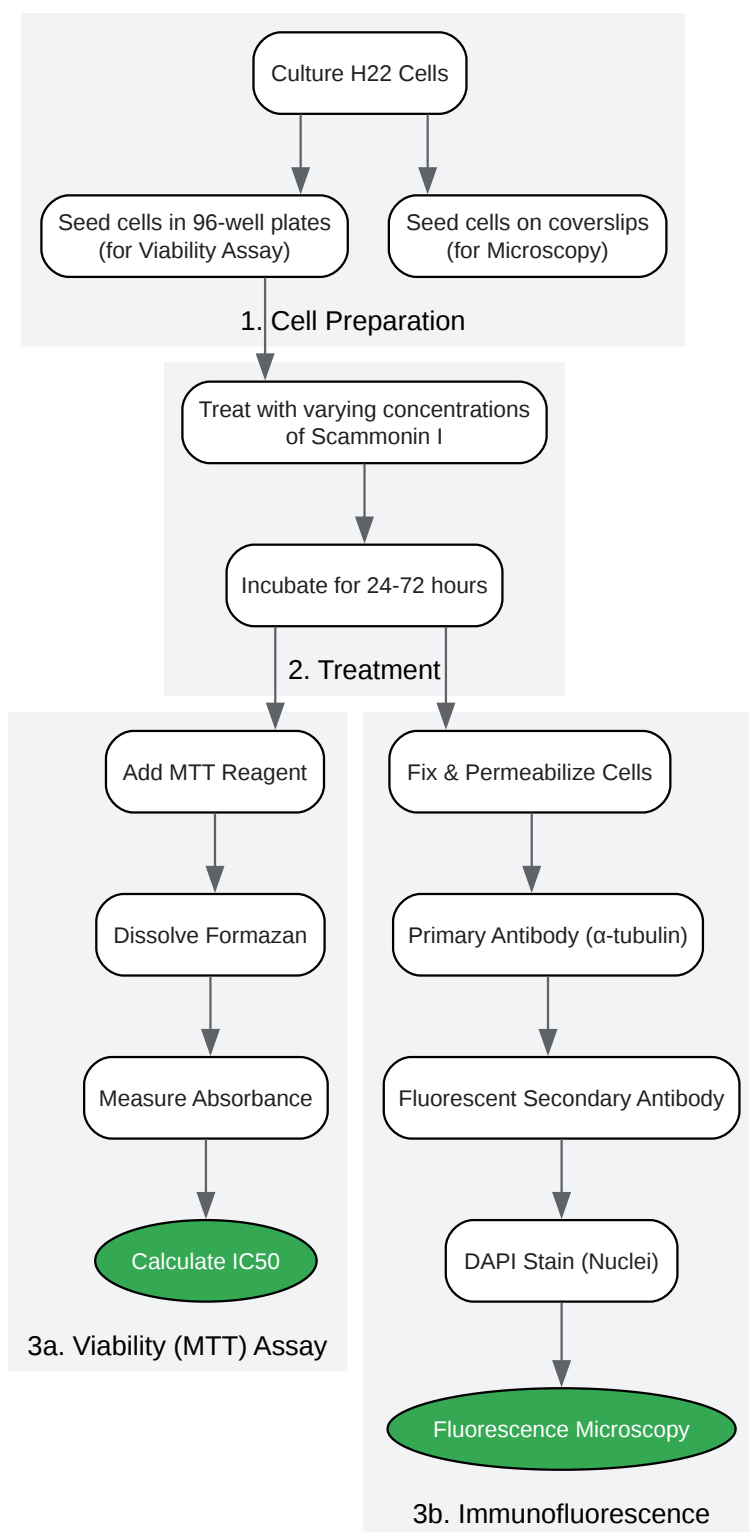 Culture H22 Cells
Seed cells in 96-well plates
(for Viability Assay)
Seed cells on coverslips
(for Microscopy)
1. Cell Preparation
Treat with varying concentrations
of Scammonin I
Incubate for 24-72 hours
2. Treatment
Add MTT Reagent
Dissolve Formazan
Measure Absorbance
Calculate IC50
3a. Viability (MTT) Assay
Fix & Permeabilize Cells
Primary Antibody (α-tubulin)
Fluorescent Secondary Antibody
DAPI Stain (Nuclei)
Fluorescence Microscopy
3b. Immunofluorescence